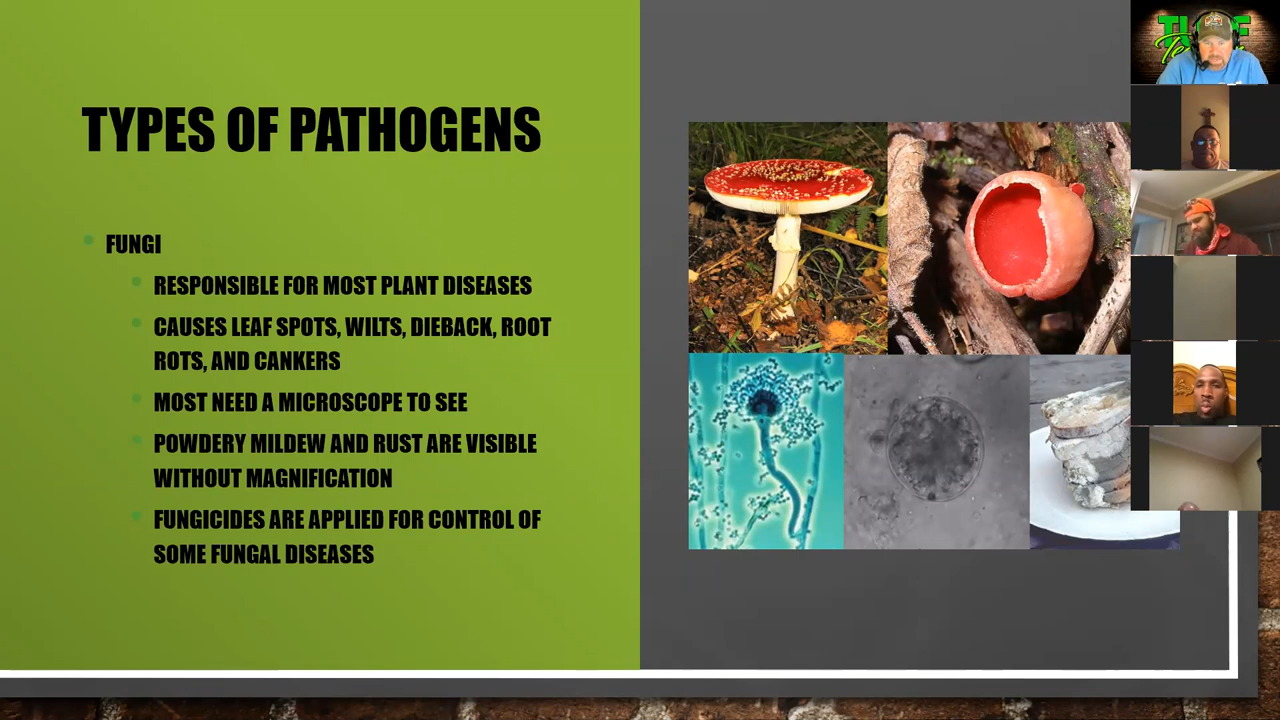 TYPES OF PATHOGENS
FUNGI
RESPONSIBLE FOR MOST PLANT DISEASES
CAUSES LEAF SPOTS, WILTS, DIEBACK, ROOT
ROTS, AND CANKERS
MOST NEED A MICROSCOPE TO SEE
POWDERY MILDEW AND RUST ARE VISIBLE
WITHOUT MAGNIFICATION
FUNGICIDES ARE APPLIED FOR CONTROL OF
SOME FUNGAL DISEASES